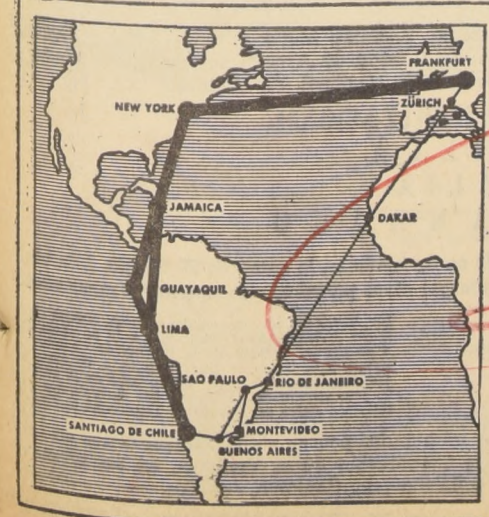 FRANKFURT
NEW YORK
ZÜRICH
JAMAICA
DAKAR
GUAYAQUIL
LIMA
SAO PAULO
RIO DE JANEIRO
SANTIAGO DE CHILE
MONTEVIDEO
BUENOS AIRES